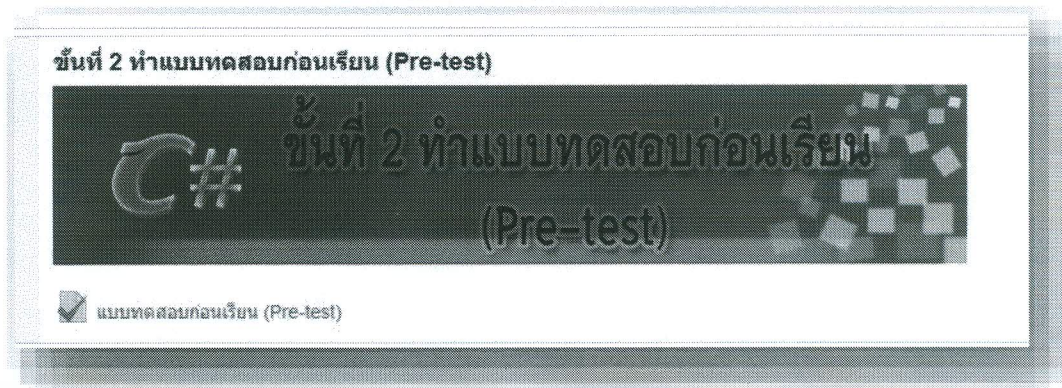 ขั้นที่ 2 ทำแบบทดสอบก่อนเรียน (Pre-test)
C#
ขั้นที่ 2 ทำแบบทดสอบก่อนเรียน
(Pre-test)
แบบทดสอบก่อนเรียน (Pre-test)